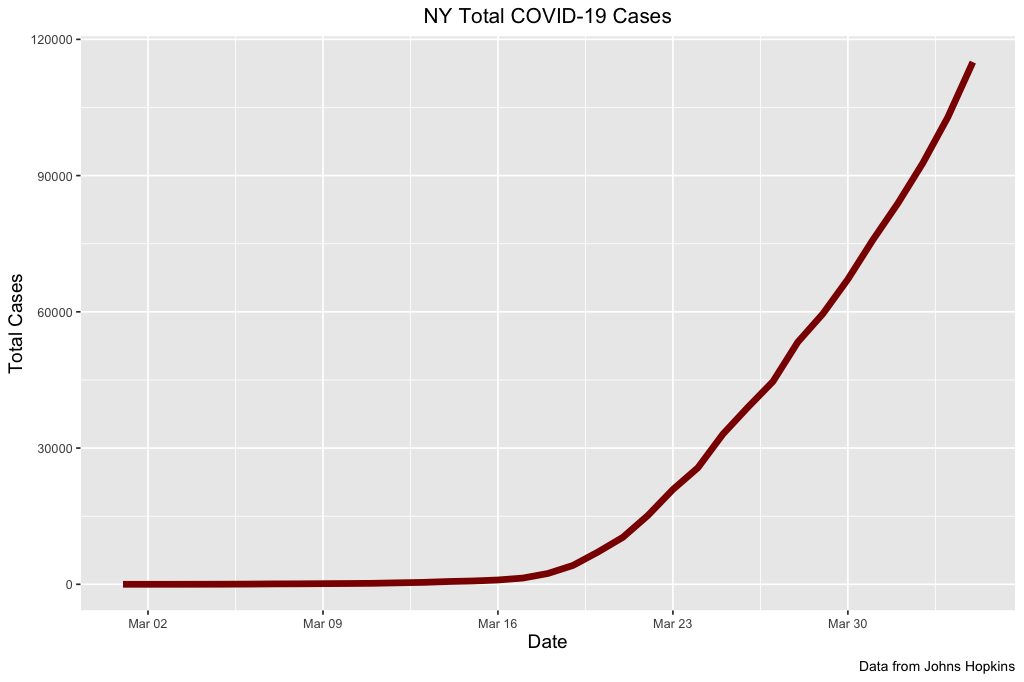 NY Total COVID-19 Cases
120000
90000
60000
30000
0
Total Cases
Mar 02 Mar 09 Mar 16 Mar 23 Mar 30
Date
Data from Johns Hopkins